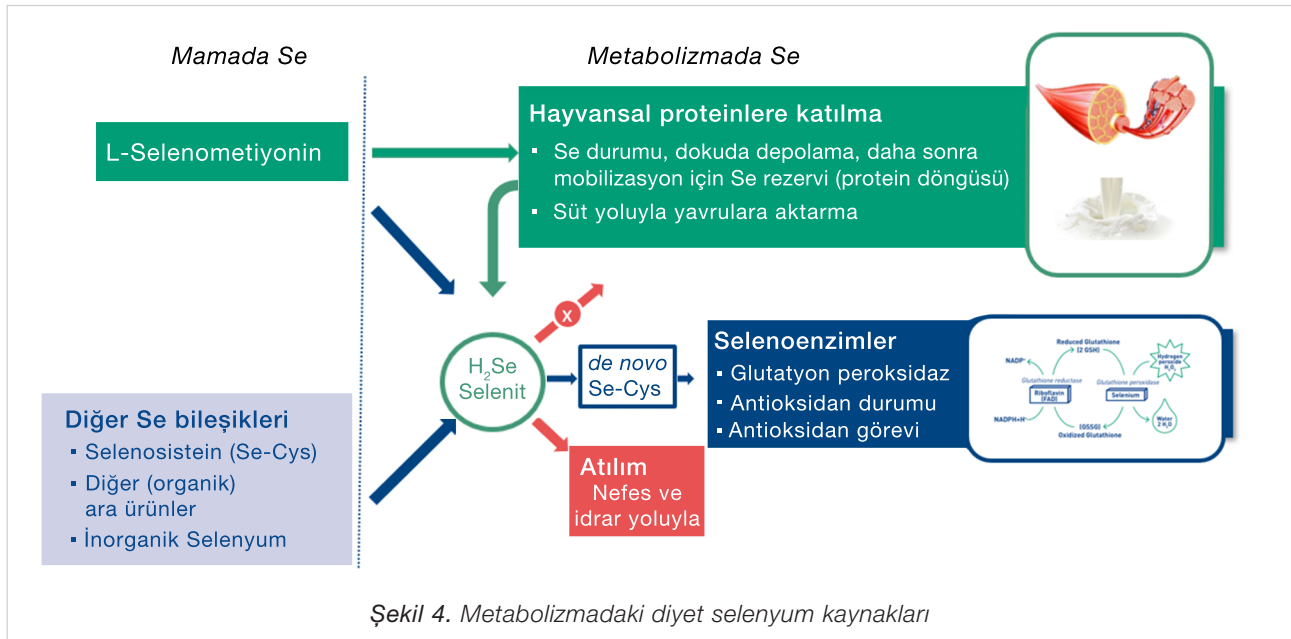 Mamada Se
Metabolizmada Se
L-Selenometiyonin
Hayvansal proteinlere katılma
▪ Se durumu, dokuda depolama, daha sonra
mobilizasyon için Se rezervi (protein döngüsü)
▪ Süt yoluyla yavrulara aktarma
x
H₂Se
Selenit
de novo
Se-Cys
Selenoenzimler
▪ Glutatyon peroksidaz
▪ Antioksidan durumu
▪ Antioksidan görevi
Reduced Glutathione
(2 GSH)
NADP⁺
Hydrogen
peroxide
H₂O₂
Glutathione reductase
Glutathione peroxidase
Riboflavin
(FAD)
Selenium
NADPH+H⁺
(GSSG)
Oxidized Glutathione
Water
2 H₂O
Diğer Se bileşikleri
▪ Selenosistein (Se-Cys)
▪ Diğer (organik)
ara ürünler
▪ İnorganik Selenyum
Atılım
Nefes ve
idrar yoluyla
Şekil 4. Metabolizmadaki diyet selenyum kaynakları